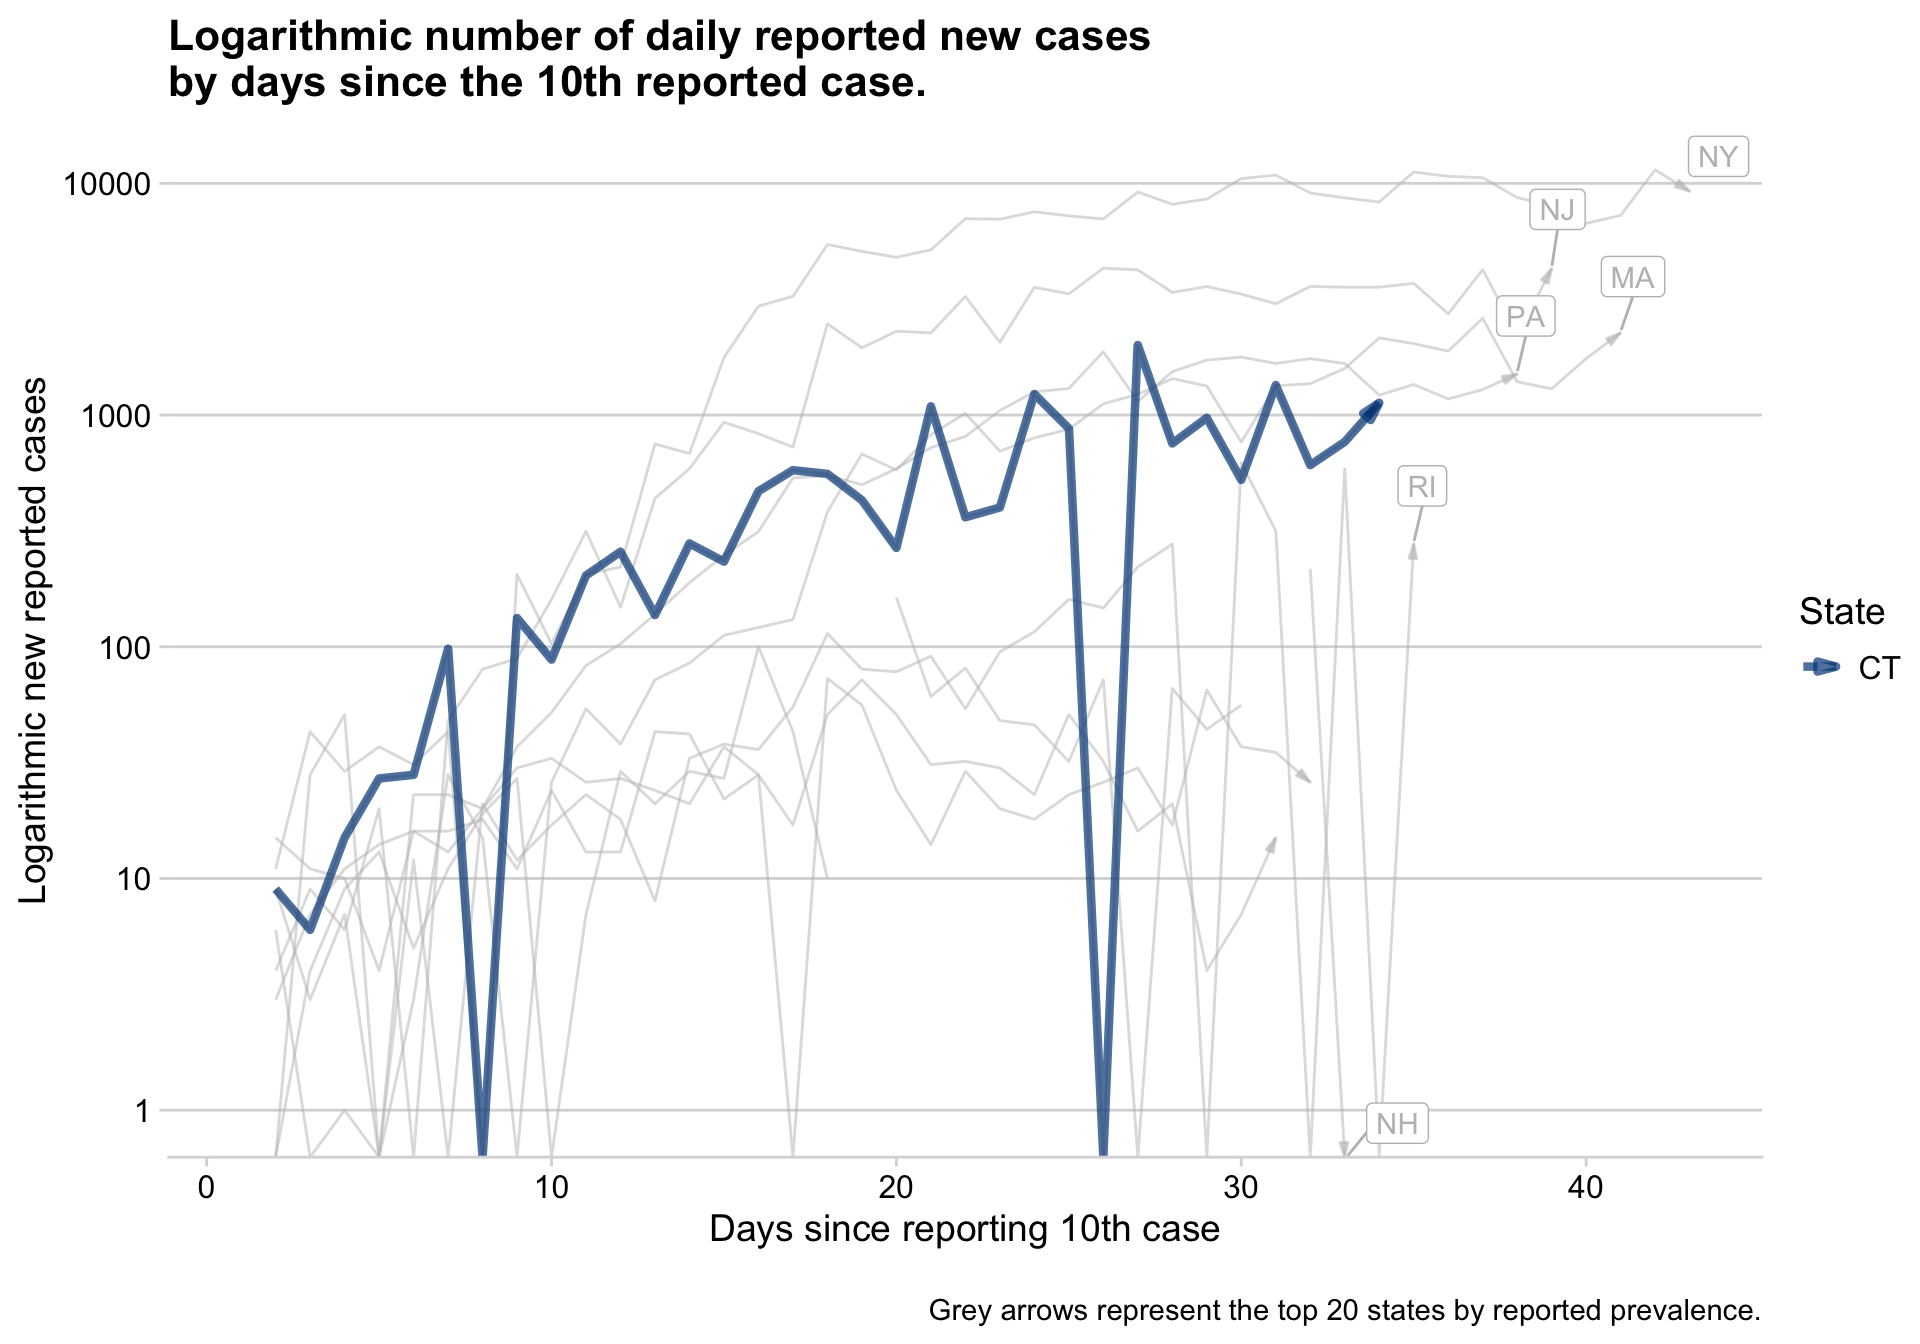 Logarithmic number of daily reported new cases
by days since the 10th reported case.
Logarithmic new reported cases
10000
1000
100
10
1
NY
NJ
MA
PA
RI
NH
State
CT
0 10 20 30 40
Days since reporting 10th case
Grey arrows represent the top 20 states by reported prevalence.